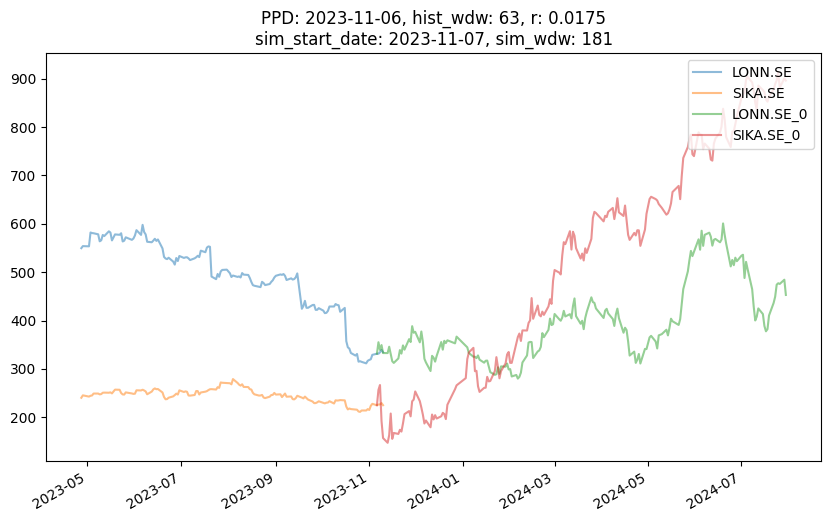 PPD: 2023-11-06, hist_wdw: 63, r: 0.0175
sim_start_date: 2023-11-07, sim_wdw: 181
LONN.SE
SIKA.SE
LONN.SE_0
SIKA.SE_0
900
800
700
600
500
400
300
200
2023-05
2023-07
2023-09
2023-11
2024-01
2024-03
2024-05
2024-07